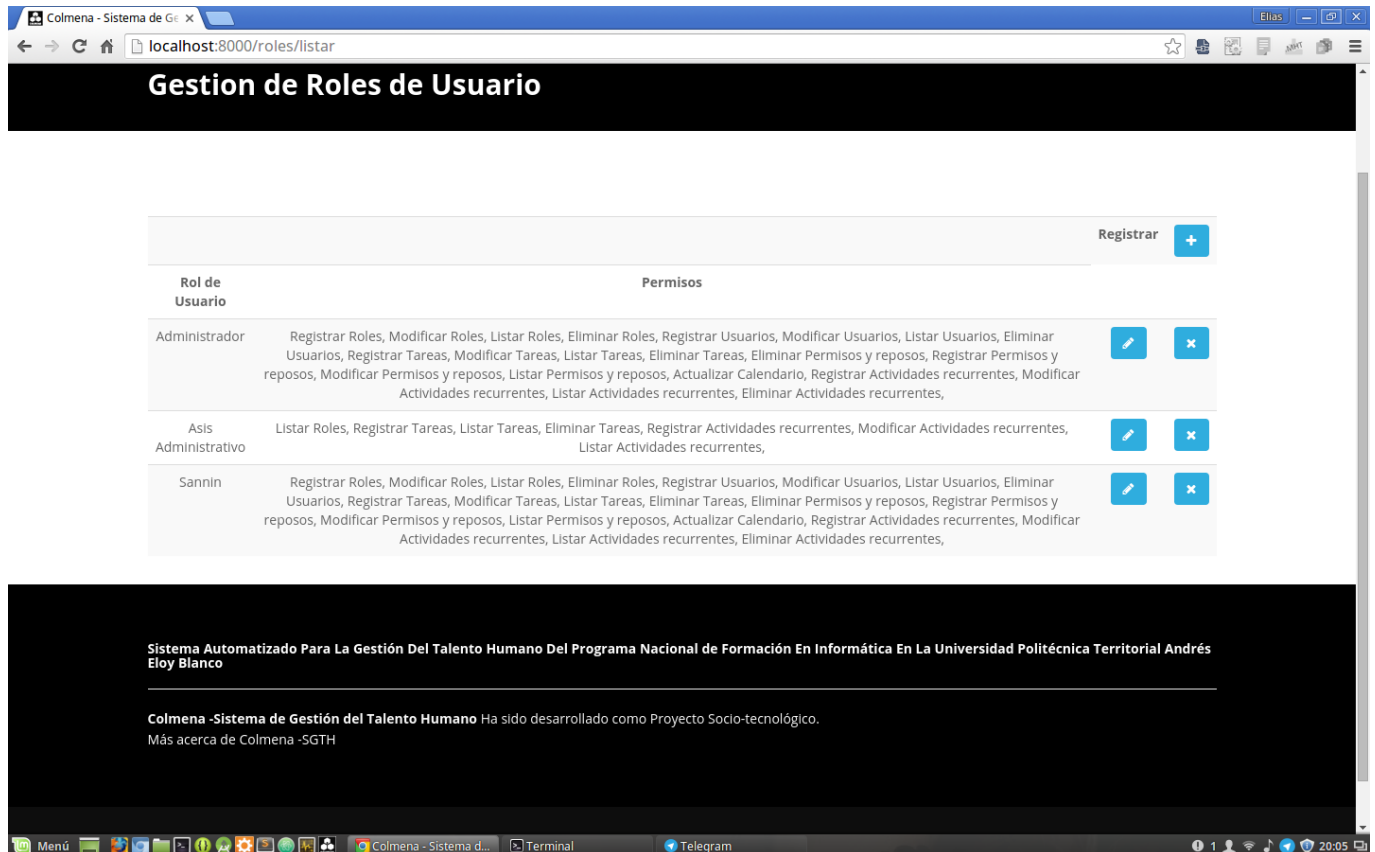 Colmena - Sistema de Ge
Elias
localhost:8000/roles/listar
Gestion de Roles de Usuario
Registrar
Rol de
Usuario
Permisos
Administrador
Registrar Roles, Modificar Roles, Listar Roles, Eliminar Roles, Registrar Usuarios, Modificar Usuarios, Listar Usuarios, Eliminar
Usuarios, Registrar Tareas, Modificar Tareas, Listar Tareas, Eliminar Tareas, Eliminar Permisos y reposos, Registrar Permisos y
reposos, Modificar Permisos y reposos, Listar Permisos y reposos, Actualizar Calendario, Registrar Actividades recurrentes, Modificar
Actividades recurrentes, Listar Actividades recurrentes, Eliminar Actividades recurrentes,
Asis
Administrativo
Listar Roles, Registrar Tareas, Listar Tareas, Eliminar Tareas, Registrar Actividades recurrentes, Modificar Actividades recurrentes,
Listar Actividades recurrentes,
Sannin
Registrar Roles, Modificar Roles, Listar Roles, Eliminar Roles, Registrar Usuarios, Modificar Usuarios, Listar Usuarios, Eliminar
Usuarios, Registrar Tareas, Modificar Tareas, Listar Tareas, Eliminar Tareas, Eliminar Permisos y reposos, Registrar Permisos y
reposos, Modificar Permisos y reposos, Listar Permisos y reposos, Actualizar Calendario, Registrar Actividades recurrentes, Modificar
Actividades recurrentes, Listar Actividades recurrentes, Eliminar Actividades recurrentes,
Sistema Automatizado Para La Gestión Del Talento Humano Del Programa Nacional de Formación En Informática En La Universidad Politécnica Territorial Andrés
Eloy Blanco
Colmena -Sistema de Gestión del Talento Humano Ha sido desarrollado como Proyecto Socio-tecnológico.
Más acerca de Colmena -SGTH
Menú
Colmena - Sistema d...
Terminal
Telegram
1
20:05